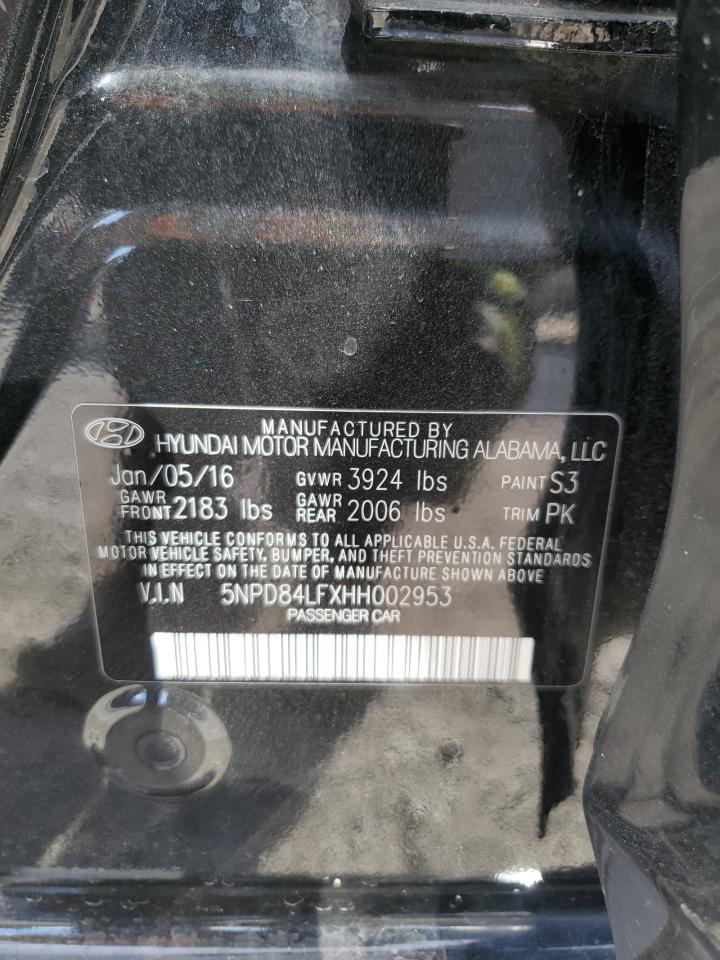 MANUFACTURED BY
HYUNDAI MOTOR MANUFACTURING ALABAMA, LLC
Jan/05/16 GVWR 3924 lbs PAINT S3
GAWR FRONT 2183 lbs GAWR REAR 2006 lbs TRIM PK
THIS VEHICLE CONFORMS TO ALL APPLICABLE U.S.A. FEDERAL
MOTOR VEHICLE SAFETY, BUMPER, AND THEFT PREVENTION STANDARDS
IN EFFECT ON THE DATE OF MANUFACTURE SHOWN ABOVE
V.I.N 5NPD84LFXHH002953
PASSENGER CAR